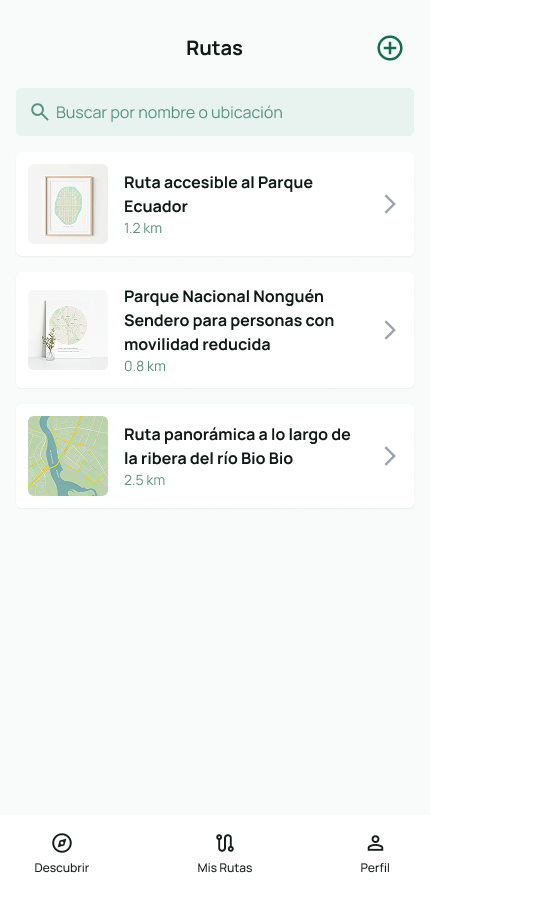 Rutas
Buscar por nombre o ubicación
Ruta accesible al Parque
Ecuador
1.2 km
Parque Nacional Nonguén
Sendero para personas con
movilidad reducida
0.8 km
Ruta panorámica a lo largo de
la ribera del río Bio Bio
2.5 km
Descubrir
Mis Rutas
Perfil